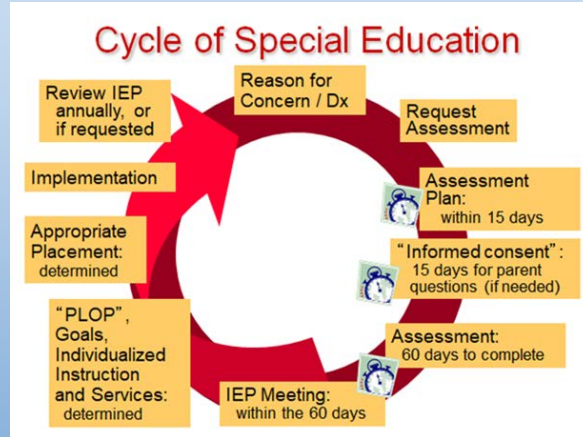 Cycle of Special Education
Reason for
Concern / Dx
Request
Assessment
Assessment
Plan:
within 15 days
“Informed consent” :
15 days for parent
questions (if needed)
Assessment:
60 days to complete
IEP Meeting:
within the 60 days
“PLOP” ,
Goals,
Individualized
Instruction
and Services:
determined
Appropriate
Placement:
determined
Implementation
Review IEP
annually, or
if requested